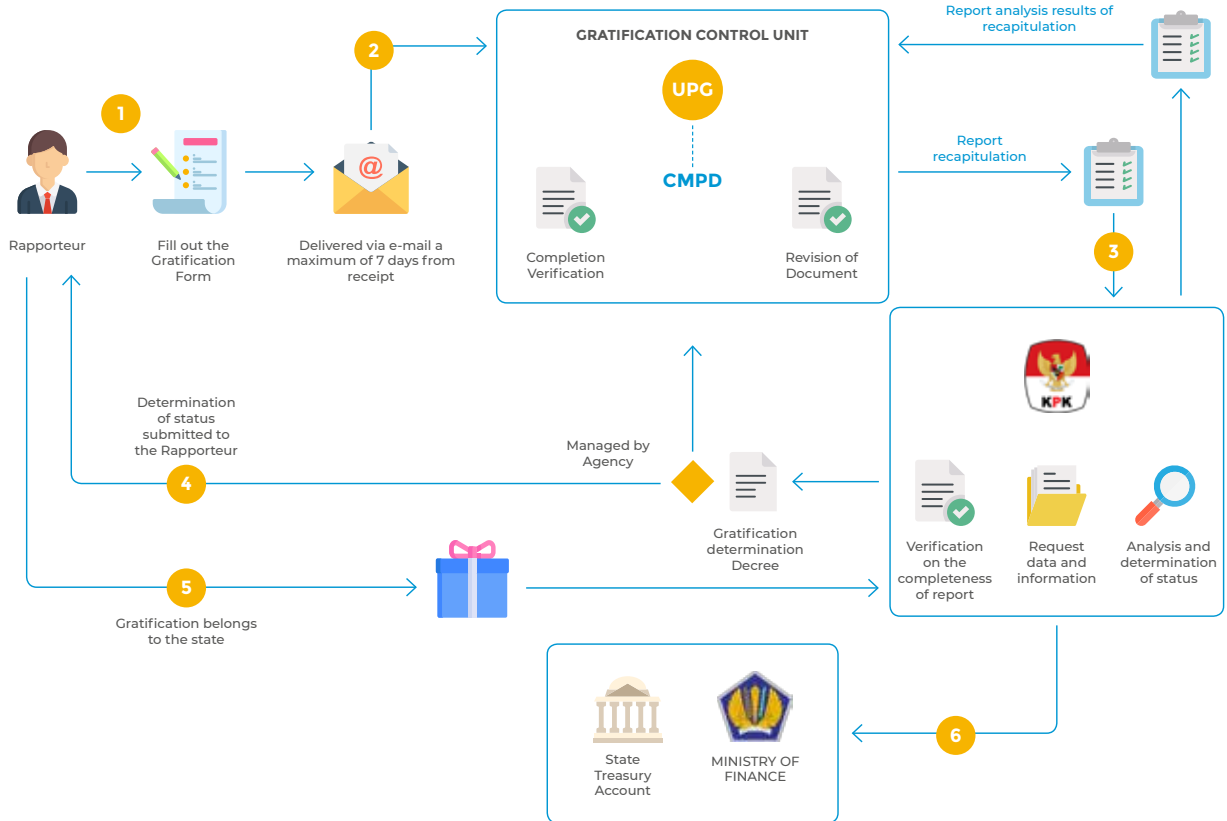 Report analysis results of
recapitulation
2
GRATIFICATION CONTROL UNIT
UPG
1
@
CMPD
Report
recapitulation
Rapporteur
Fill out the
Gratification
Form
Delivered via e-mail a
maximum of 7 days from
receipt
Completion
Verification
Revision of
Document
3
KPK
Determination
of status
submitted to
the Rapporteur
Managed by
Agency
4
Gratification
determination
Decree
Verification
on the
completeness
of report
Request
data and
information
Analysis and
determination
of status
5
Gratification belongs
to the state
6
State
Treasury
Account
MINISTRY OF
FINANCE